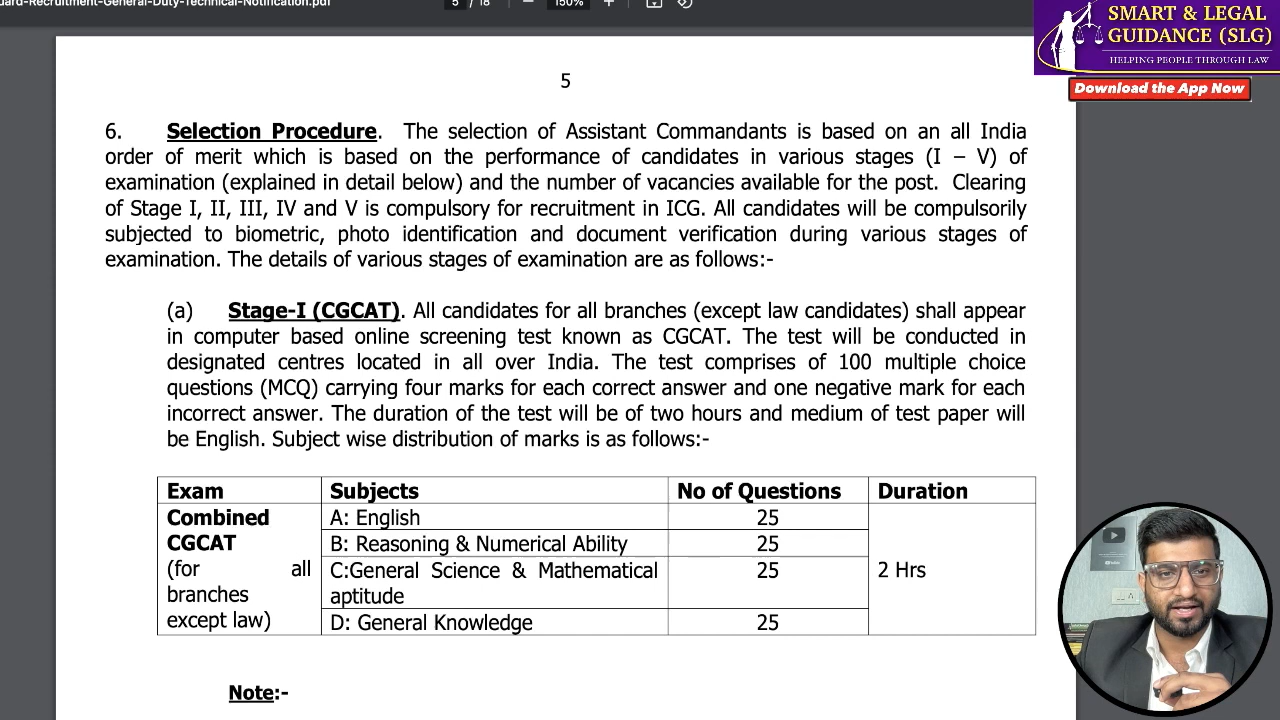 uard-Recruitment-General-Duty-Technical-Notification.pdf
5 / 18
150%
SMART & LEGAL
GUIDANCE (SLG)
HELPING PEOPLE THROUGH LAW
Download the App Now
5
6. Selection Procedure. The selection of Assistant Commandants is based on an all India
order of merit which is based on the performance of candidates in various stages (I – V) of
examination (explained in detail below) and the number of vacancies available for the post. Clearing
of Stage I, II, III, IV and V is compulsory for recruitment in ICG. All candidates will be compulsorily
subjected to biometric, photo identification and document verification during various stages of
examination. The details of various stages of examination are as follows:-
(a) Stage-I (CGCAT). All candidates for all branches (except law candidates) shall appear
in computer based online screening test known as CGCAT. The test will be conducted in
designated centres located in all over India. The test comprises of 100 multiple choice
questions (MCQ) carrying four marks for each correct answer and one negative mark for each
incorrect answer. The duration of the test will be of two hours and medium of test paper will
be English. Subject wise distribution of marks is as follows:-
Exam Subjects No of Questions Duration
Combined A: English 25
CGCAT B: Reasoning & Numerical Ability 25
(for all C:General Science & Mathematical 25 2 Hrs
branches aptitude
except law) D: General Knowledge 25
Note:-